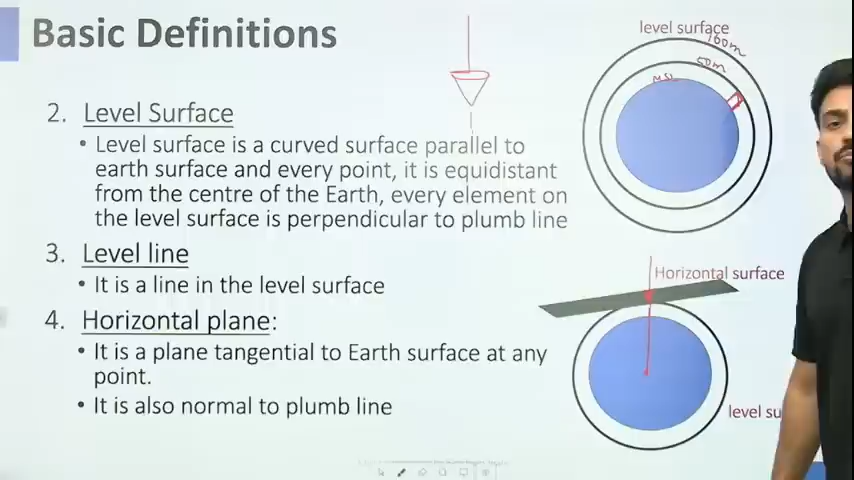 Basic Definitions
level surface
100m
50m
MSL
2. Level Surface
• Level surface is a curved surface parallel to
earth surface and every point, it is equidistant
from the centre of the Earth, every element on
the level surface is perpendicular to plumb line
3. Level line
• It is a line in the level surface
Horizontal surface
4. Horizontal plane:
• It is a plane tangential to Earth surface at any
point.
• It is also normal to plumb line
level su